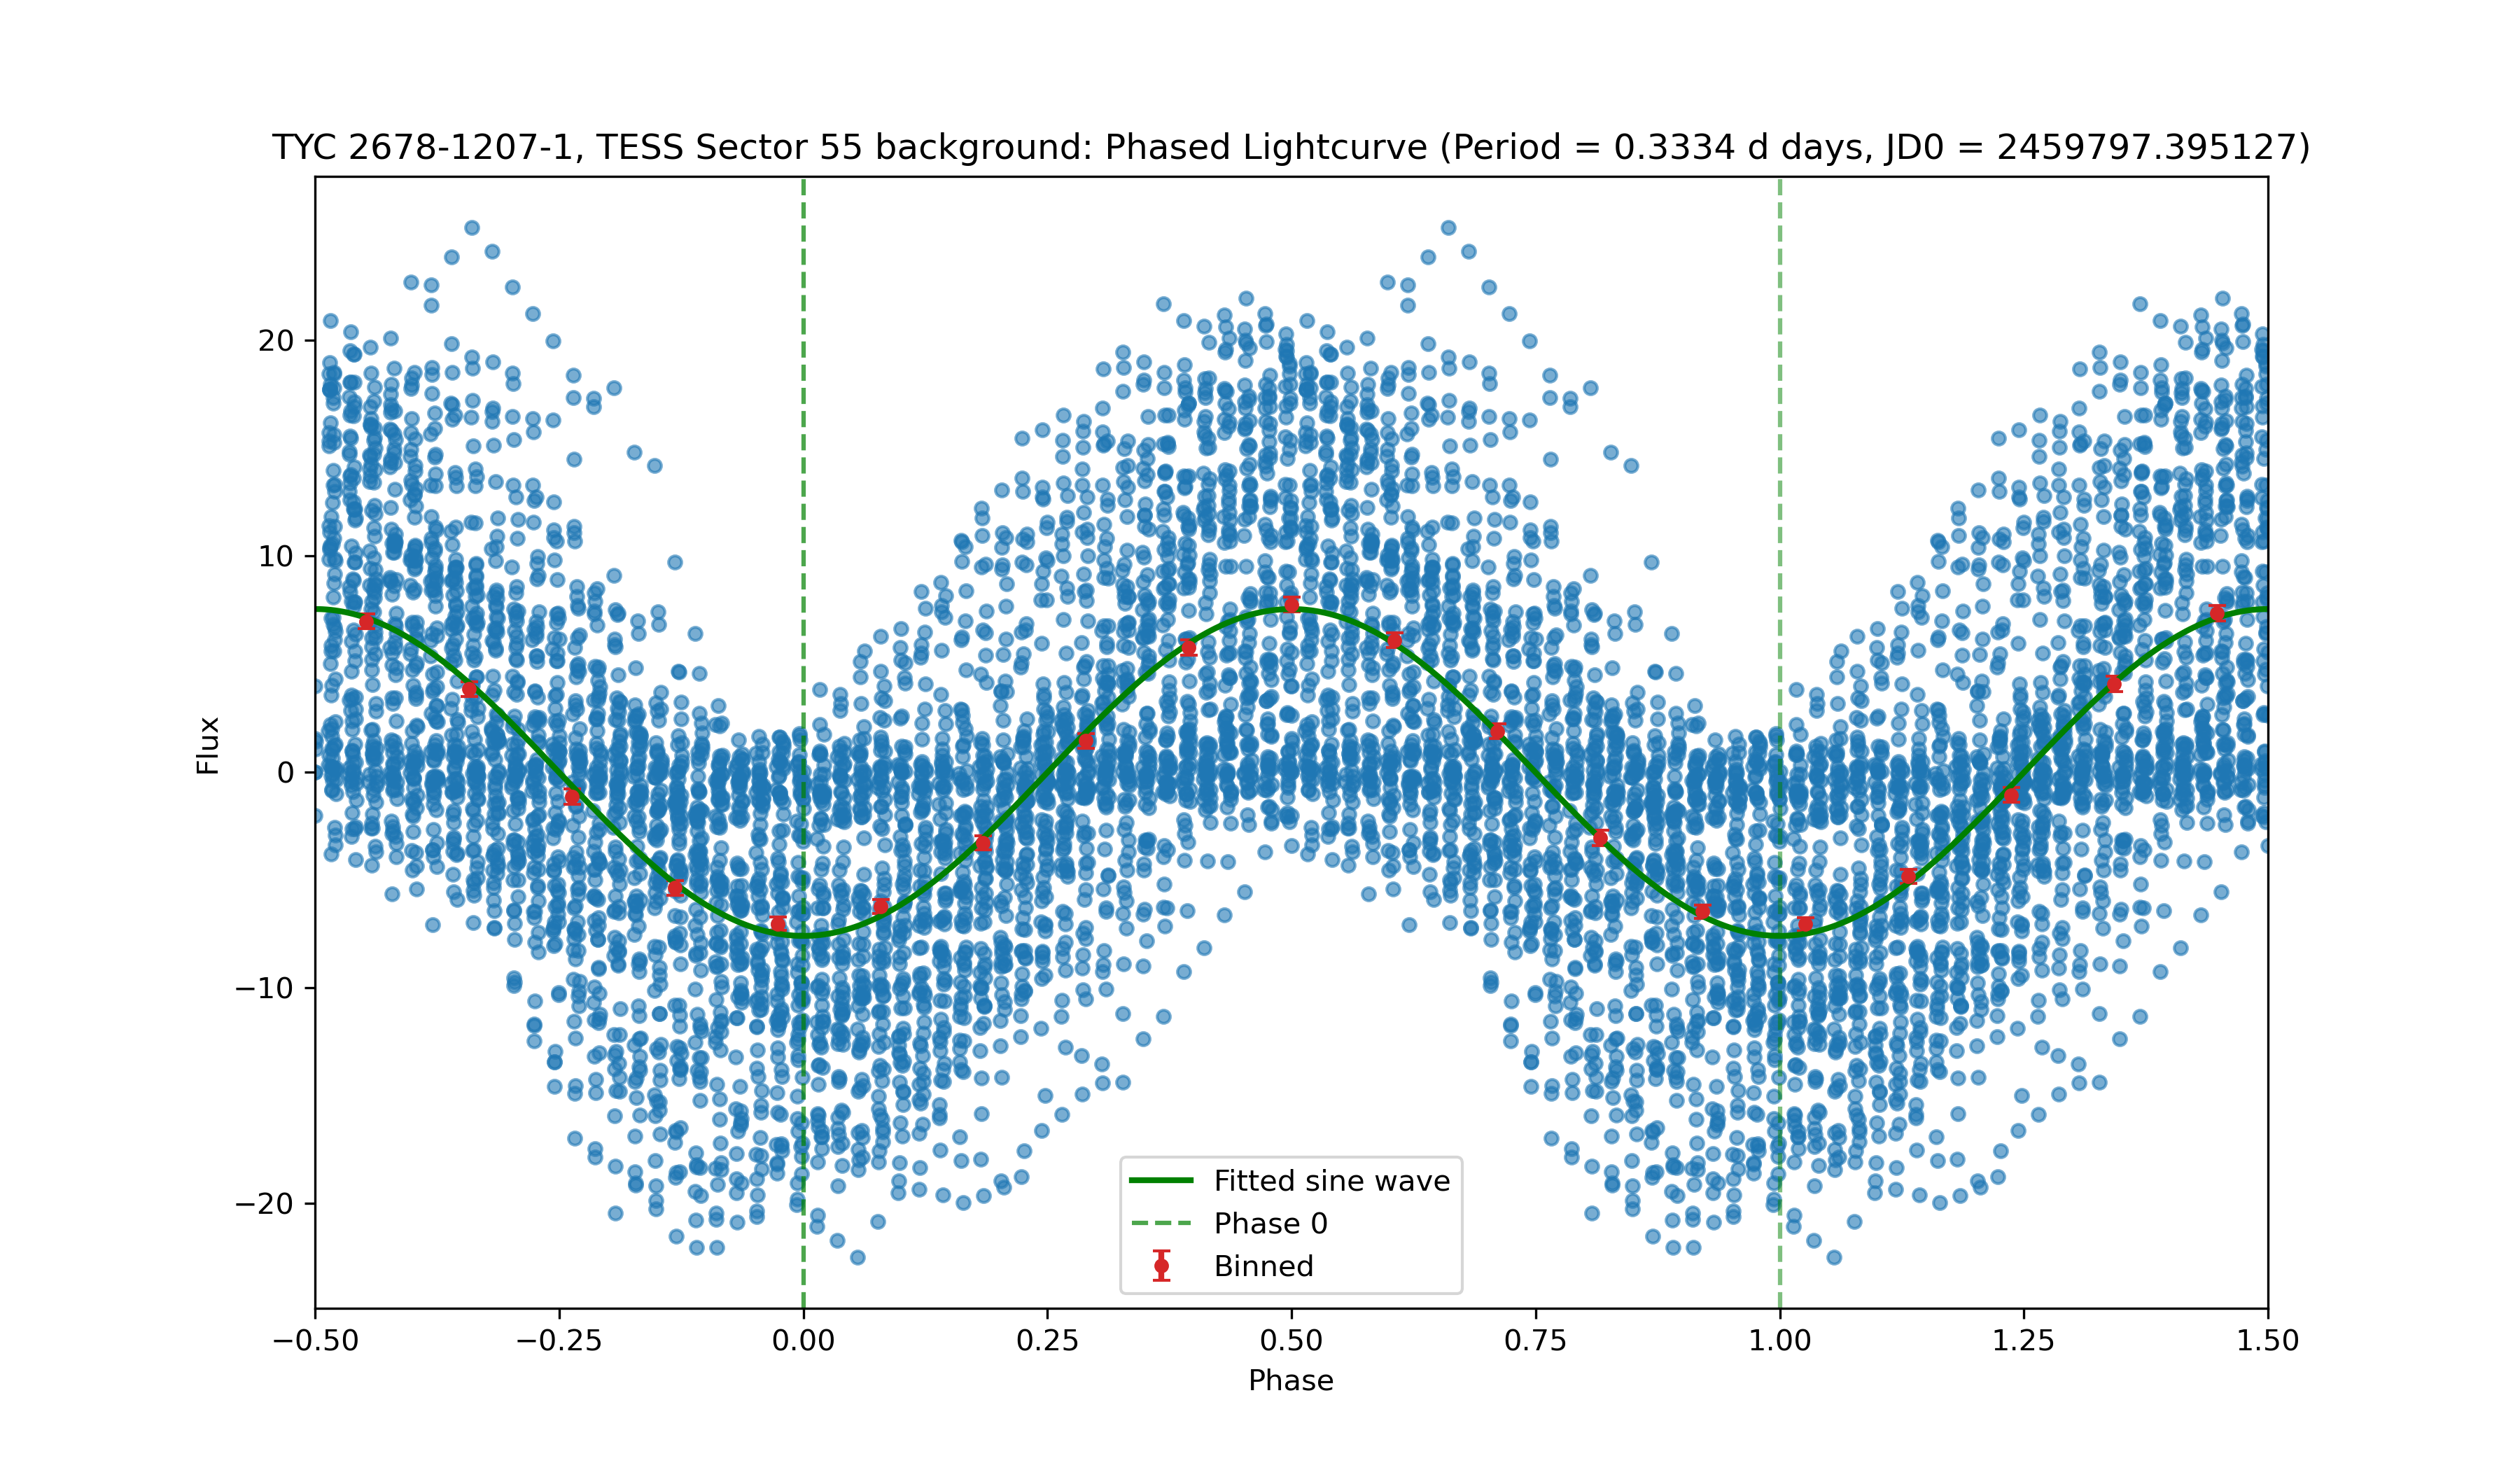 TYC 2678-1207-1, TESS Sector 55 background: Phased Lightcurve (Period = 0.3334 d days, JD0 = 2459797.395127)
Flux
20
10
0
−10
−20
Fitted sine wave
Phase 0
Binned
−0.50 −0.25 0.00 0.25 0.50 0.75 1.00 1.25 1.50
Phase